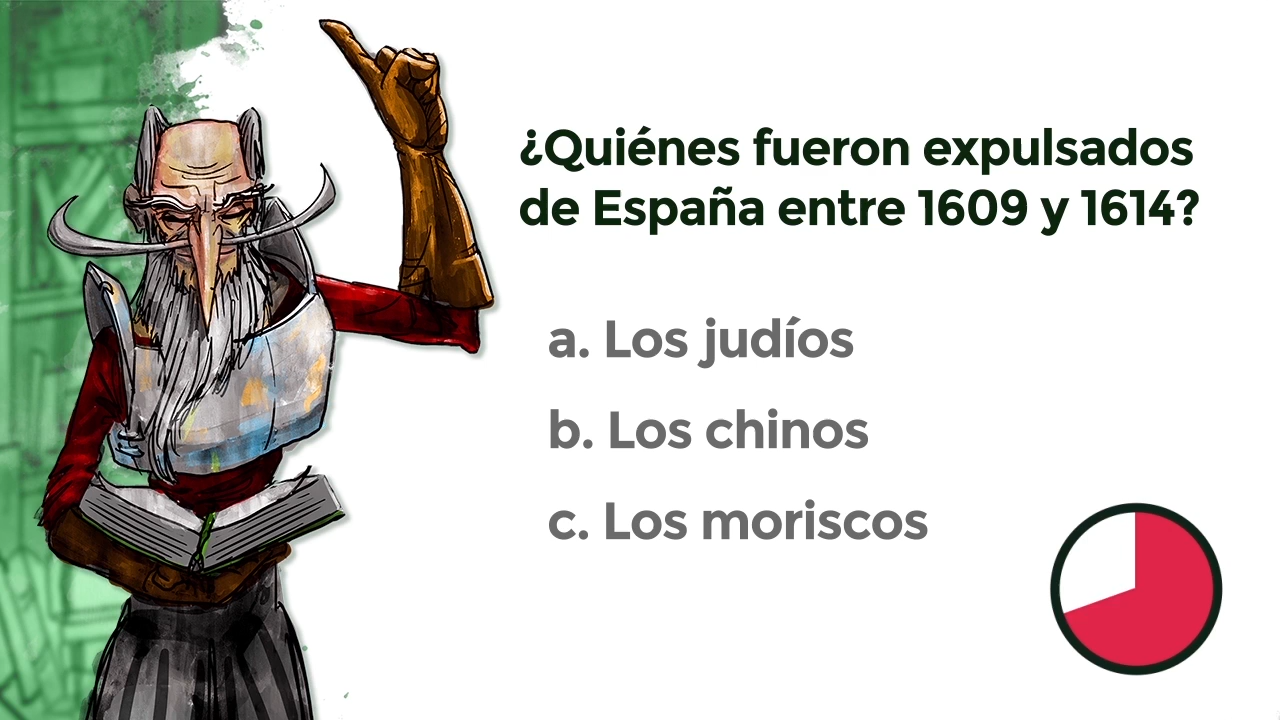 ¿Quiénes fueron expulsados
de España entre 1609 y 1614?
a. Los judíos
b. Los chinos
c. Los moriscos